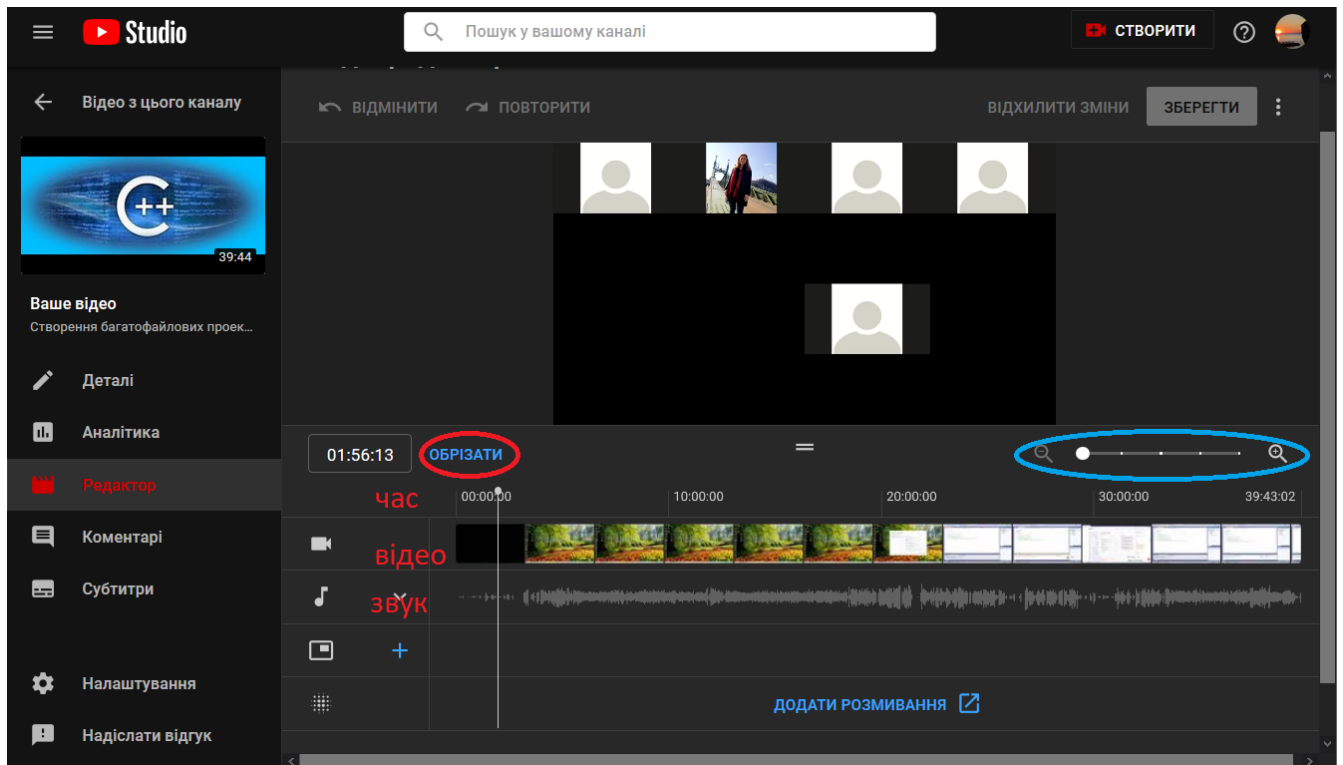 Studio
Пошук у вашому каналі
СТВОРИТИ
Відео з цього каналу
ВІДМІНИТИ
ПОВТОРИТИ
ВІДХИЛИТИ ЗМІНИ
ЗБЕРЕГТИ
C++
39:44
Ваше відео
Створення багатофайлових проек...
Деталі
Аналітика
Редактор
Коментарі
Субтитри
Налаштування
Надіслати відгук
01:56:13
ОБРІЗАТИ
час
00:00:00
10:00:00
20:00:00
30:00:00
39:43:02
відео
звук
ДОДАТИ РОЗМИВАННЯ